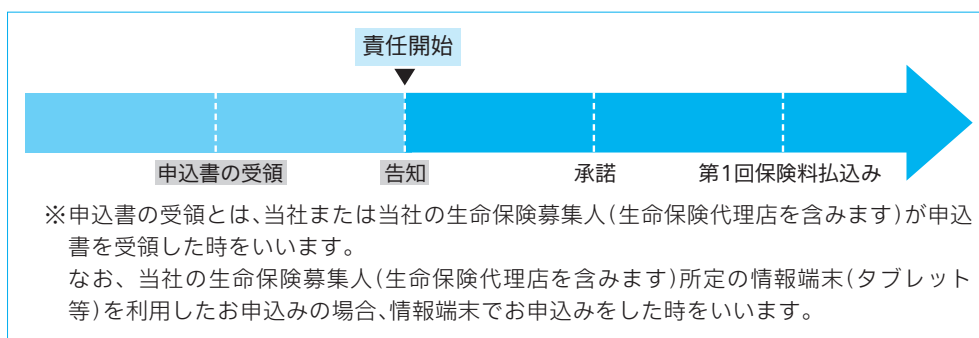 責任開始
申込書の受領
告知
承諾
第1回保険料払込み
※申込書の受領とは、当社または当社の生命保険募集人(生命保険代理店を含みます)が申込
書を受領した時をいいます。
なお、当社の生命保険募集人(生命保険代理店を含みます)所定の情報端末(タブレット
等)を利用したお申込みの場合、情報端末でお申込みをした時をいいます。